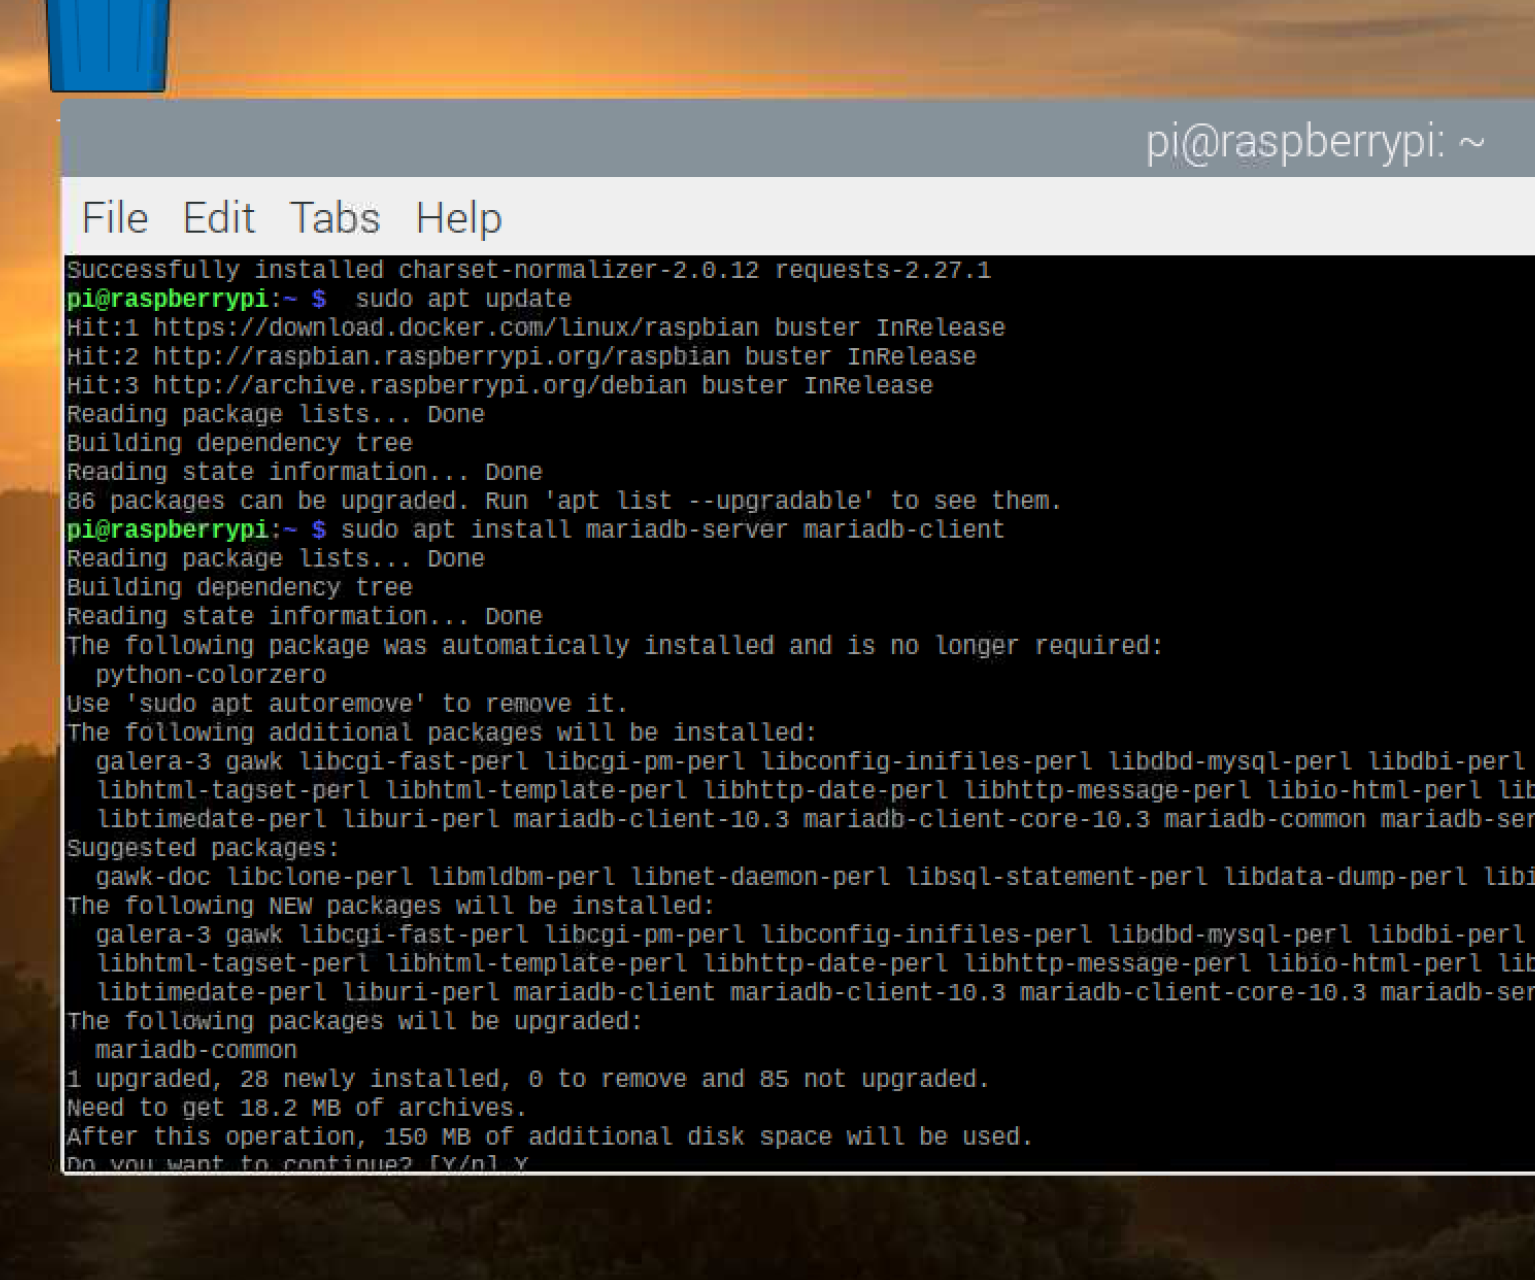 pi@raspberrypi: ~
File Edit Tabs Help
Successfully installed charset-normalizer-2.0.12 requests-2.27.1
pi@raspberrypi:~ $  sudo apt update
Hit:1 https://download.docker.com/linux/raspbian buster InRelease
Hit:2 http://raspbian.raspberrypi.org/raspbian buster InRelease
Hit:3 http://archive.raspberrypi.org/debian buster InRelease
Reading package lists... Done
Building dependency tree
Reading state information... Done
86 packages can be upgraded. Run 'apt list --upgradable' to see them.
pi@raspberrypi:~ $ sudo apt install mariadb-server mariadb-client
Reading package lists... Done
Building dependency tree
Reading state information... Done
The following package was automatically installed and is no longer required:
  python-colorzero
Use 'sudo apt autoremove' to remove it.
The following additional packages will be installed:
  galera-3 gawk libcgi-fast-perl libcgi-pm-perl libconfig-inifiles-perl libdbd-mysql-perl libdbi-perl
  libhtml-tagset-perl libhtml-template-perl libhttp-date-perl libhttp-message-perl libio-html-perl lib
  libtimedate-perl liburi-perl mariadb-client-10.3 mariadb-client-core-10.3 mariadb-common mariadb-ser
Suggested packages:
  gawk-doc libclone-perl libmldbm-perl libnet-daemon-perl libsql-statement-perl libdata-dump-perl libi
The following NEW packages will be installed:
  galera-3 gawk libcgi-fast-perl libcgi-pm-perl libconfig-inifiles-perl libdbd-mysql-perl libdbi-perl
  libhtml-tagset-perl libhtml-template-perl libhttp-date-perl libhttp-message-perl libio-html-perl lib
  libtimedate-perl liburi-perl mariadb-client mariadb-client-10.3 mariadb-client-core-10.3 mariadb-ser
The following packages will be upgraded:
  mariadb-common
1 upgraded, 28 newly installed, 0 to remove and 85 not upgraded.
Need to get 18.2 MB of archives.
After this operation, 150 MB of additional disk space will be used.
Do you want to continue? [Y/n] Y